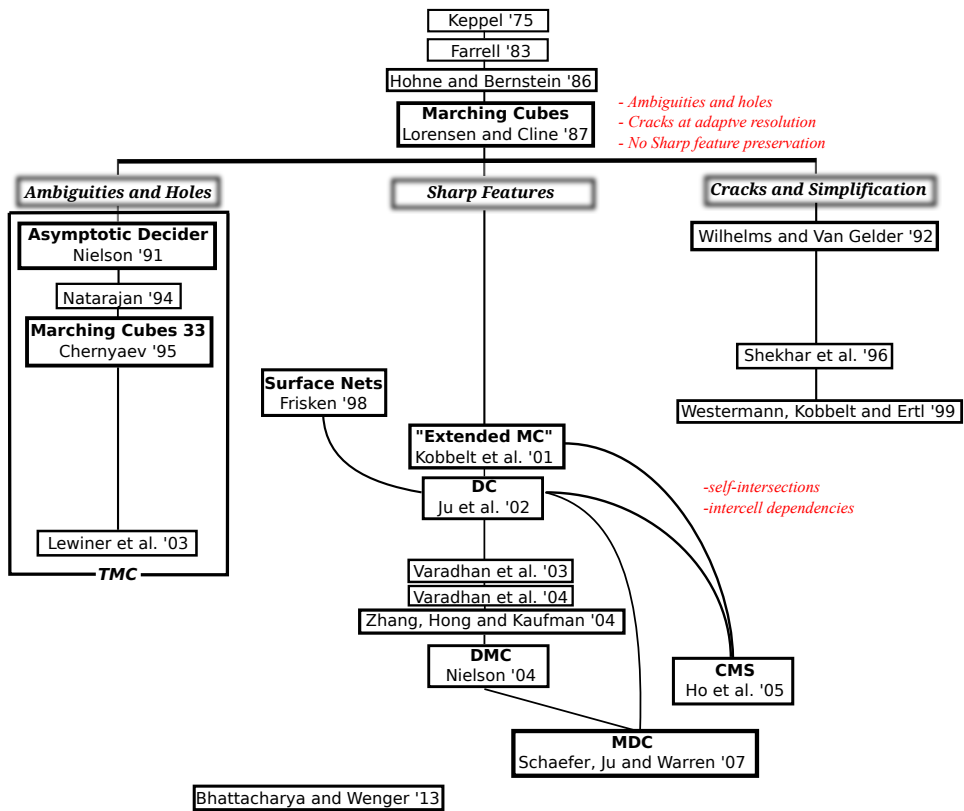 Keppel '75
Farrell '83
Hohne and Bernstein '86
Marching Cubes
Lorensen and Cline '87
- Ambiguities and holes
- Cracks at adaptve resolution
- No Sharp feature preservation
Ambiguities and Holes
Sharp Features
Cracks and Simplification
Asymptotic Decider
Nielson '91
Wilhelms and Van Gelder '92
Natarajan '94
Marching Cubes 33
Chernyaev '95
Shekhar et al. '96
Surface Nets
Frisken '98
Westermann, Kobbelt and Ertl '99
"Extended MC"
Kobbelt et al. '01
DC
Ju et al. '02
-self-intersections
-intercell dependencies
Lewiner et al. '03
TMC
Varadhan et al. '03
Varadhan et al. '04
Zhang, Hong and Kaufman '04
DMC
Nielson '04
CMS
Ho et al. '05
MDC
Schaefer, Ju and Warren '07
Bhattacharya and Wenger '13